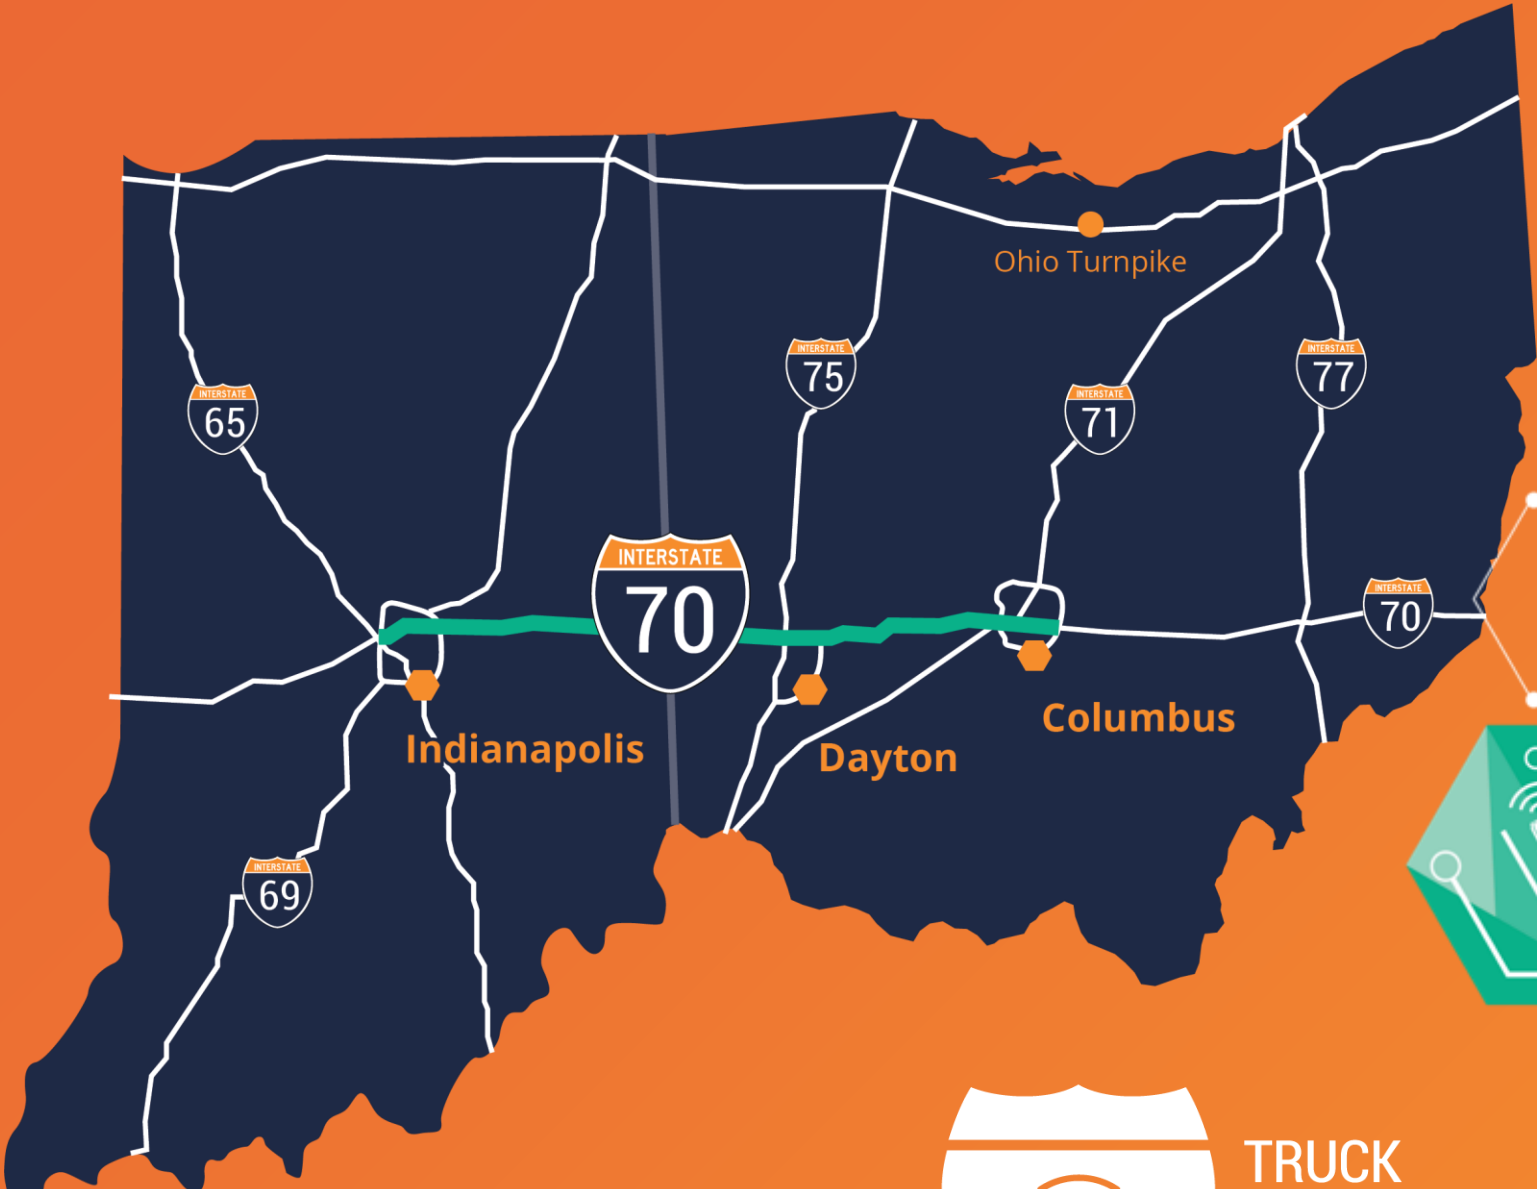 Ohio Turnpike
INTERSTATE
75
INTERSTATE
77
INTERSTATE
65
INTERSTATE
71
INTERSTATE
70
INTERSTATE
70
Columbus
Indianapolis
Dayton
INTERSTATE
69
TRUCK